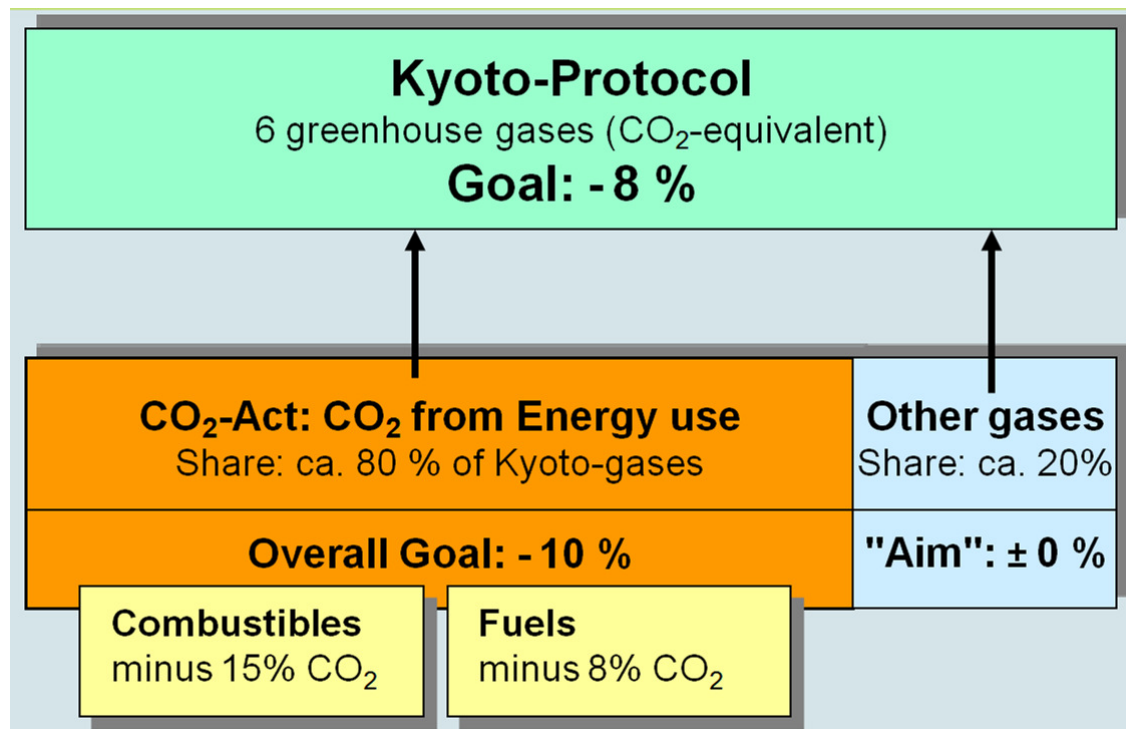 Kyoto-Protocol
6 greenhouse gases (CO₂-equivalent)
Goal: - 8 %
CO₂-Act: CO₂ from Energy use
Share: ca. 80 % of Kyoto-gases
Other gases
Share: ca. 20%
Overall Goal: - 10 %
"Aim": ± 0 %
Combustibles
minus 15% CO₂
Fuels
minus 8% CO₂